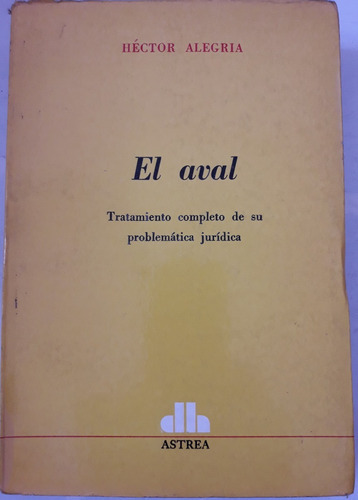 HÉCTOR ALEGRIA
El aval
Tratamiento completo de su
problemática jurídica
ASTREA